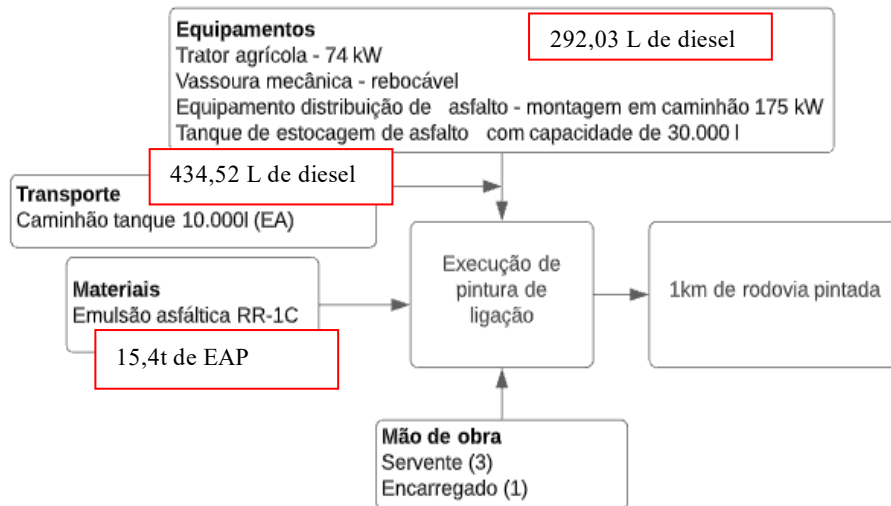 Equipamentos
292,03 L de diesel
Trator agrícola - 74 kW
Vassoura mecânica - rebocável
Equipamento distribuição de asfalto - montagem em caminhão 175 kW
Tanque de estocagem de asfalto com capacidade de 30.000 l
434,52 L de diesel
Transporte
Caminhão tanque 10.000l (EA)
Materiais
Emulsão asfáltica RR-1C
15,4t de EAP
Execução de
pintura de
ligação
1km de rodovia pintada
Mão de obra
Servente (3)
Encarregado (1)